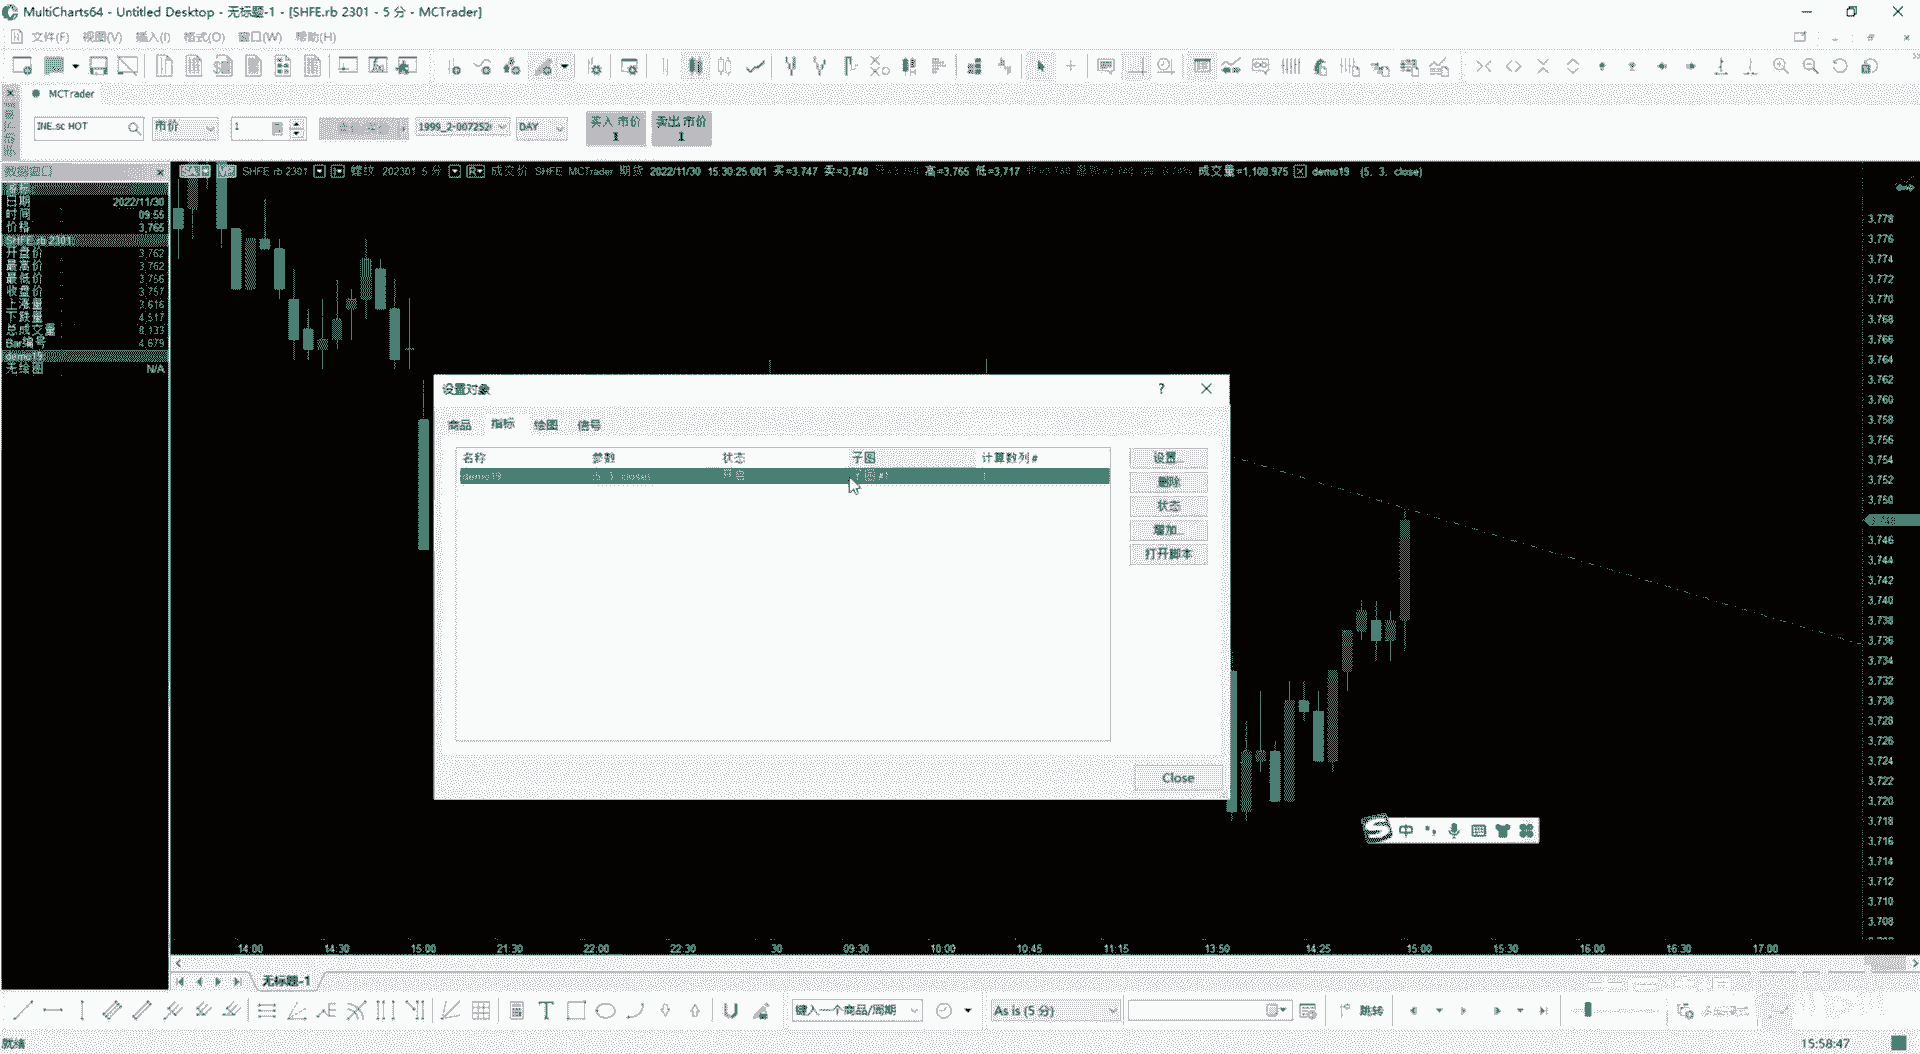 MultiCharts64 - Untitled Desktop - 无标题-1 - [SHFE.rb 2301 - 5 分 - MCTrader]
文件(F) 视图(V) 插入(I) 格式(O) 窗口(W) 帮助(H)
MCTrader
INE.sc HOT 市价 1 DAY 买入 市价 1 卖出 市价 1
数据窗口
SHFE rb 2301 螺纹 202301 5 分 成交价 SHFE MCTrader 期货 2022/11/30 15:30:25.001 买=3,747 卖=3,748 高=3,765 低=3,717 成交量=1,108,975 demo19 (5, 3, close)
日期 2022/11/30
时间 09:55
价格 3,765
SHFE.rb 2301
开盘价 3,762
最高价 3,762
最低价 3,756
收盘价 3,757
上涨量 3,616
下跌量 4,517
总成交量 8,133
Bar编号 4,679
demo19
无绘图 N/A
设置对象
商品 指标 绘图 信号
名称 参数 状态 子图 计算数列#
demo19
设置...
删除
状态
增加...
打开脚本
Close
3,778
3,776
3,774
3,772
3,770
3,768
3,766
3,764
3,762
3,760
3,758
3,756
3,754
3,752
3,750
3,746
3,744
3,742
3,740
3,738
3,736
3,734
3,732
3,730
3,728
3,726
3,724
3,722
3,720
3,718
3,716
3,714
3,712
3,710
3,708
中
14:00 14:30 15:00 21:30 22:00 22:30 30 09:30 10:00 10:45 11:15 13:50 14:25 15:00 15:30 16:00 16:30 17:00
无标题-1
键入一个商品/周期 As is (5 分) 跳转
就绪 15:58:47